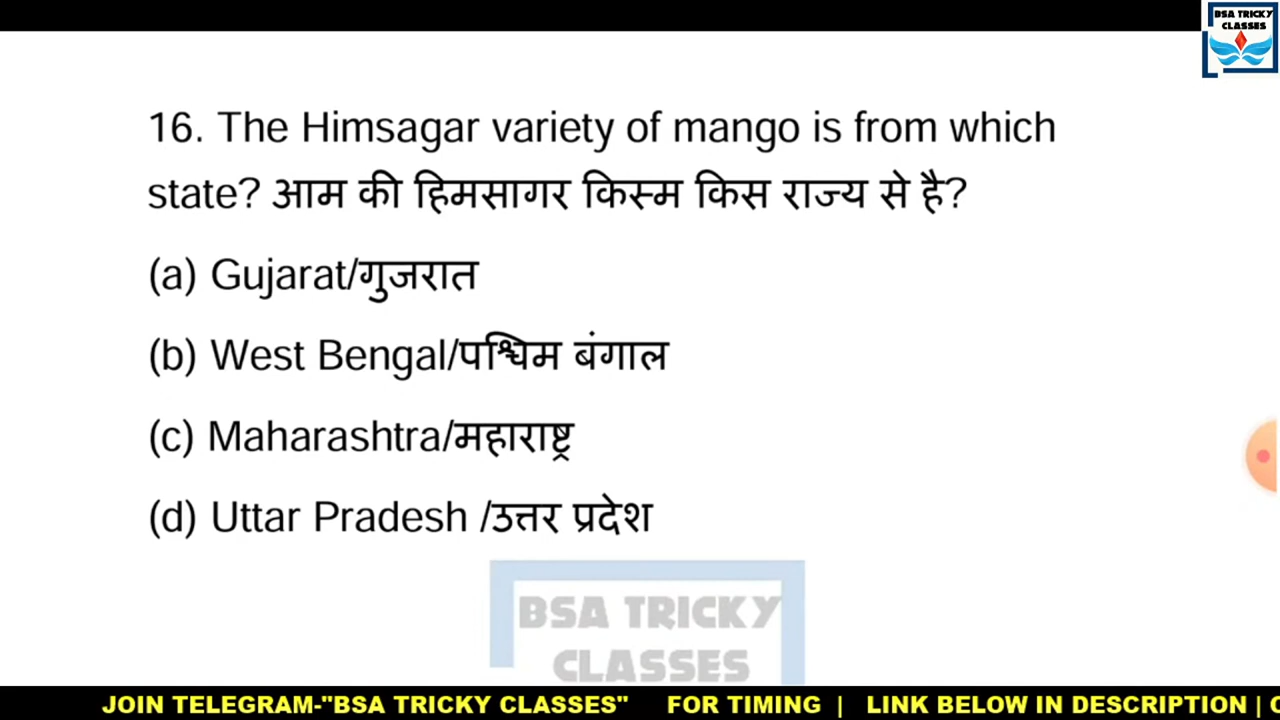 BSA TRICKY
CLASSES
16. The Himsagar variety of mango is from which
state? आम की हिमसागर किस्म किस राज्य से है?
(a) Gujarat/गुजरात
(b) West Bengal/पश्चिम बंगाल
(c) Maharashtra/महाराष्ट्र
(d) Uttar Pradesh /उत्तर प्रदेश
BSA TRICKY
CLASSES
JOIN TELEGRAM-"BSA TRICKY CLASSES" FOR TIMING | LINK BELOW IN DESCRIPTION |